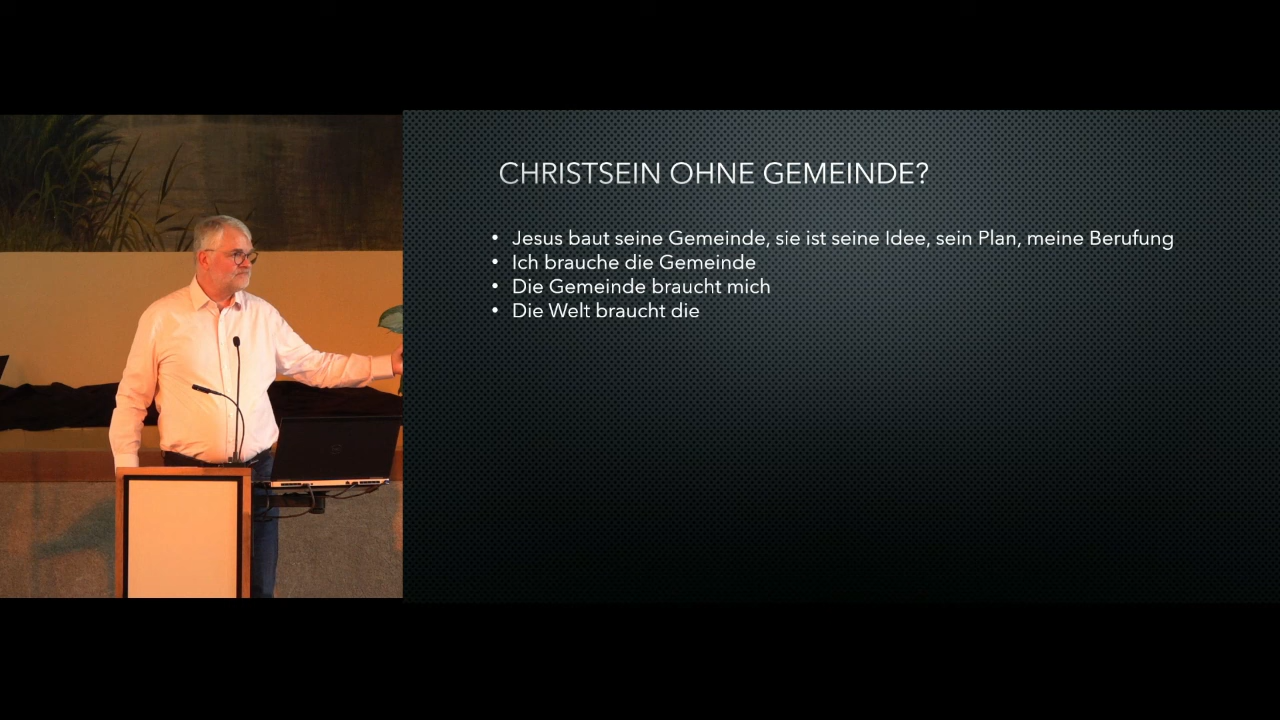 CHRISTSEIN OHNE GEMEINDE?
• Jesus baut seine Gemeinde, sie ist seine Idee, sein Plan, meine Berufung
• Ich brauche die Gemeinde
• Die Gemeinde braucht mich
• Die Welt braucht die